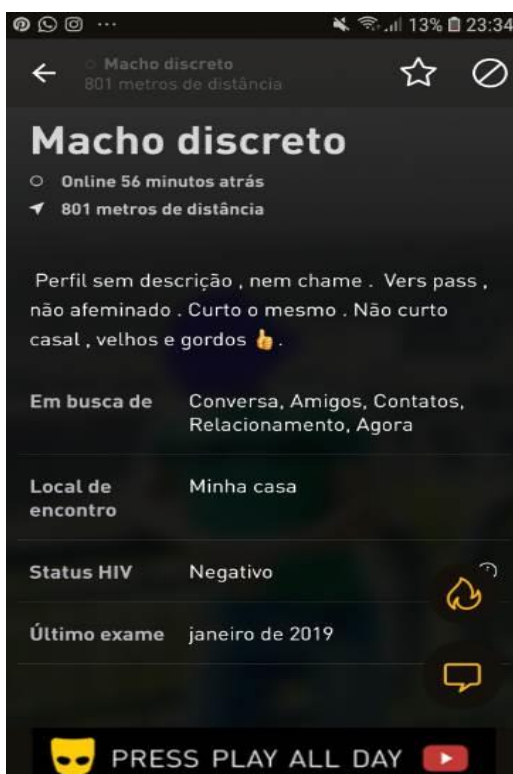 13% 23:34
Macho discreto
801 metros de distância
Macho discreto
Online 56 minutos atrás
801 metros de distância
Perfil sem descrição , nem chame . Vers pass ,
não afeminado . Curto o mesmo . Não curto
casal , velhos e gordos 👍 .
Em busca de Conversa, Amigos, Contatos,
Relacionamento, Agora
Local de Minha casa
encontro
Status HIV Negativo
Último exame janeiro de 2019
PRESS PLAY ALL DAY